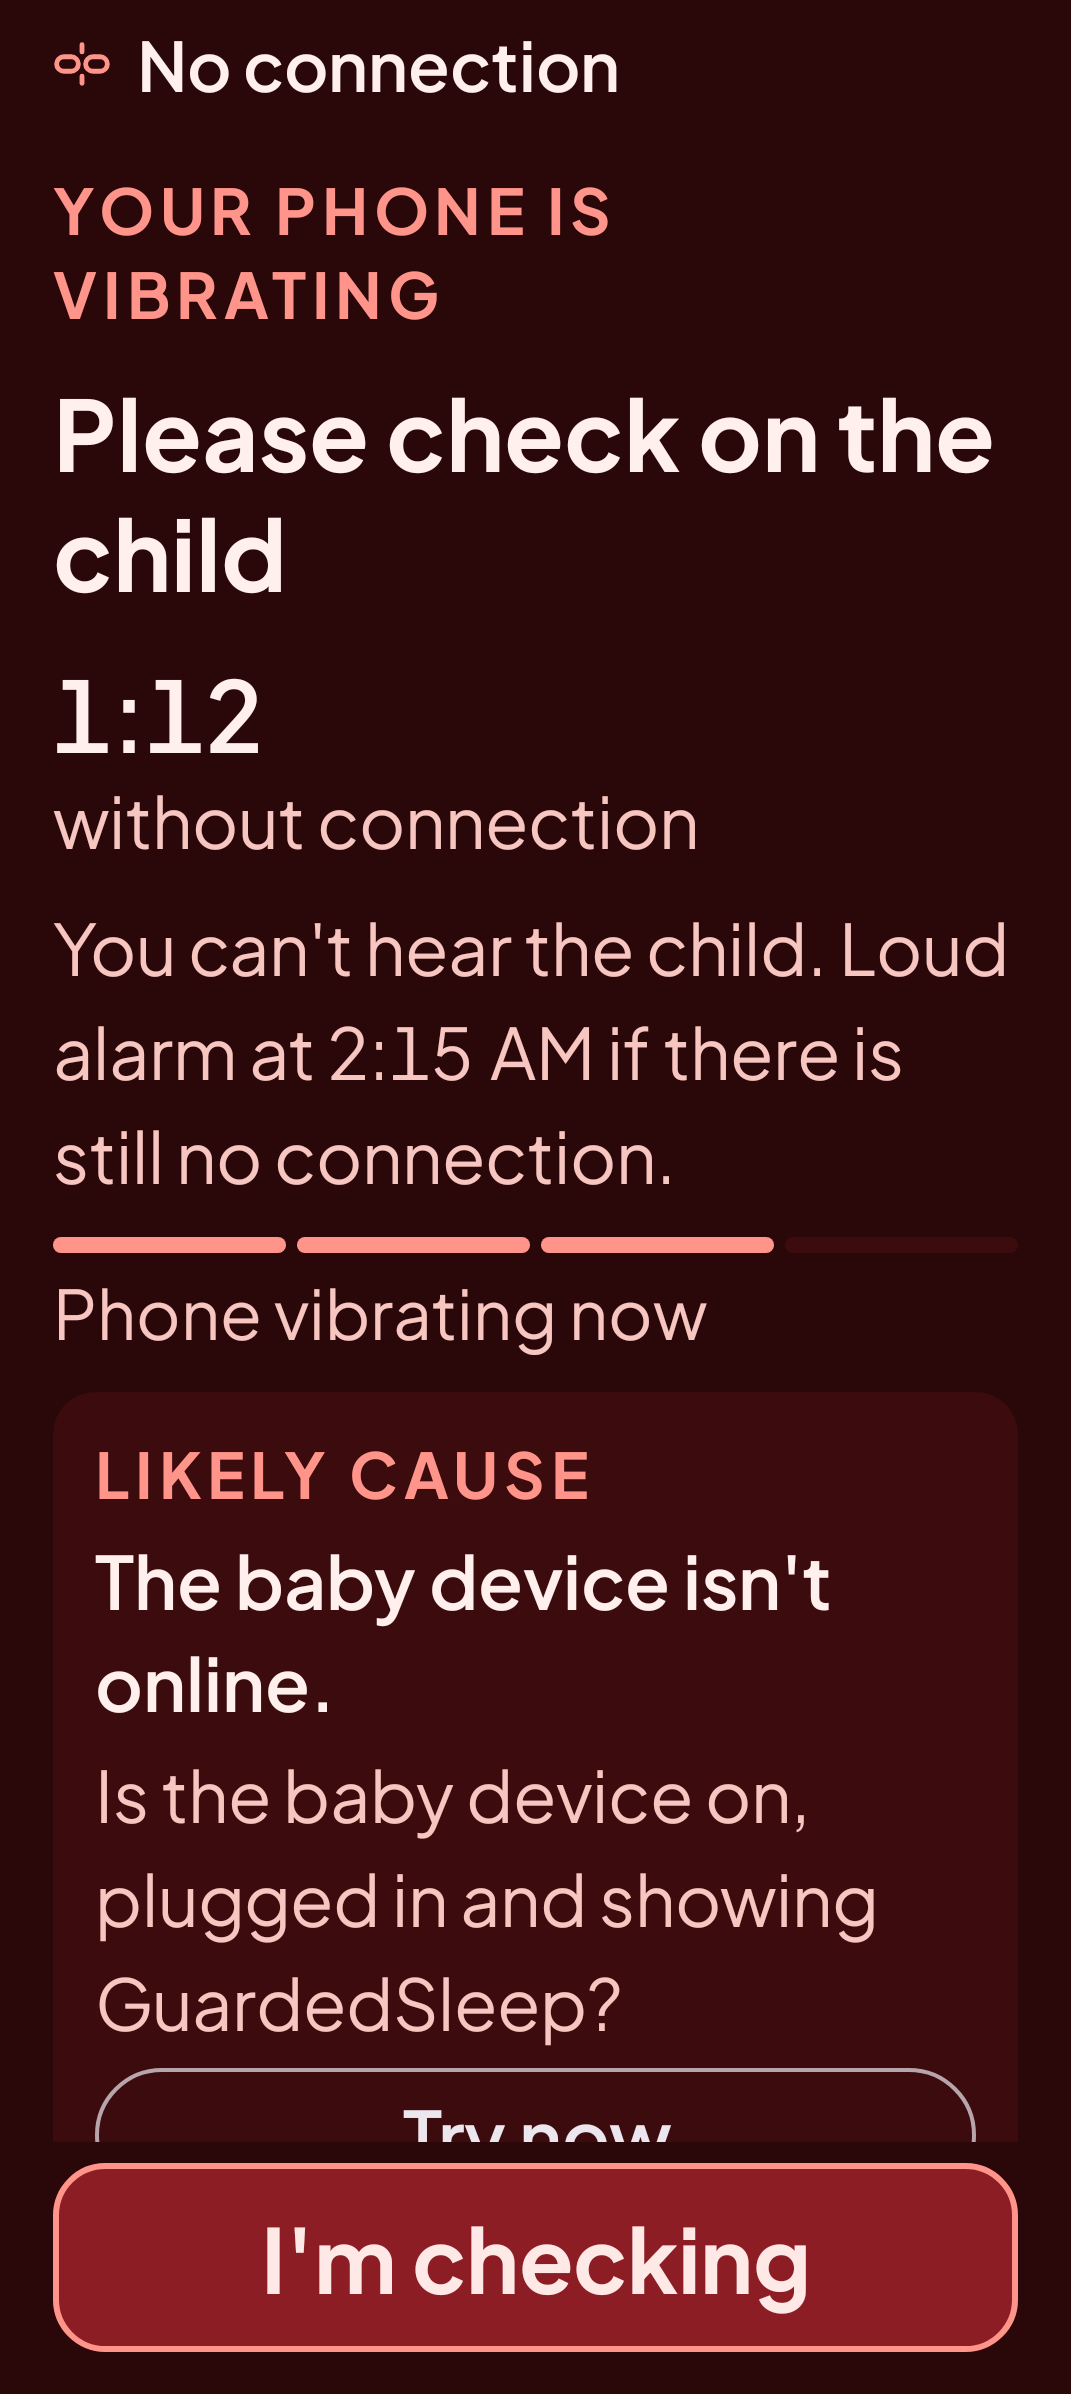 No connection
YOUR PHONE IS
VIBRATING
Please check on the
child
1:12
without connection
You can't hear the child. Loud
alarm at 2:15 AM if there is
still no connection.
Phone vibrating now
LIKELY CAUSE
The baby device isn't
online.
Is the baby device on,
plugged in and showing
GuardedSleep?
Try now
I'm checking